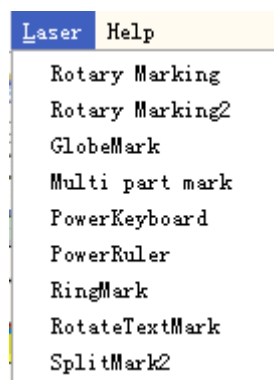 Laser Help
Rotary Marking
Rotary Marking2
GlobeMark
Multi part mark
PowerKeyboard
PowerRuler
RingMark
RotateTextMark
SplitMark2